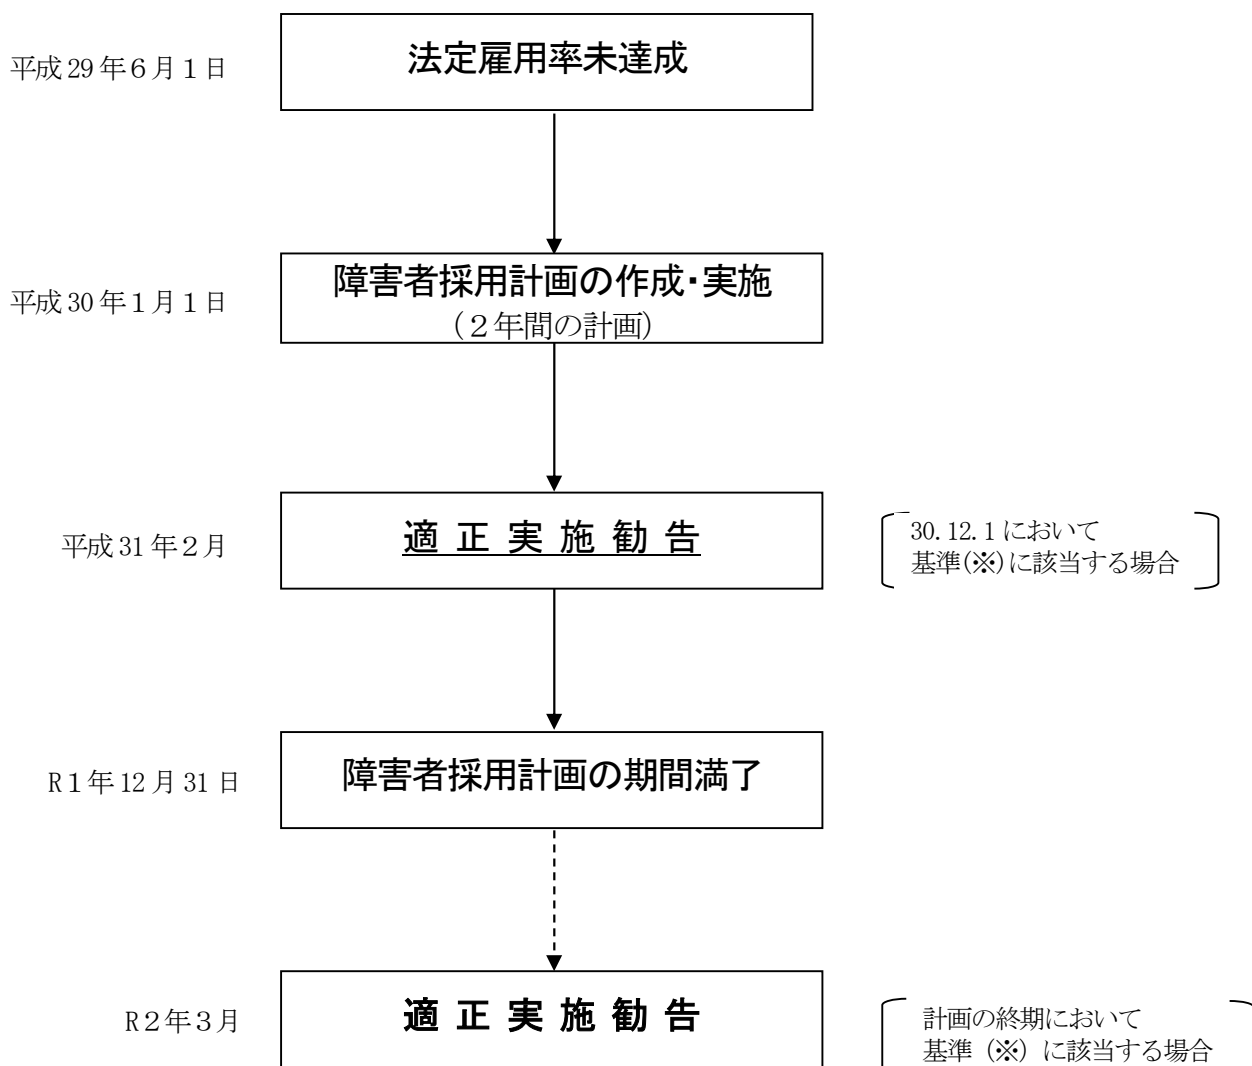 平成29年６月１日
法定雇用率未達成
平成30年１月１日
障害者採用計画の作成・実施
（２年間の計画）
平成31年２月
適 正 実 施 勧 告
30.12.1において
基準(※)に該当する場合
R１年12月31日
障害者採用計画の期間満了
R２年３月
適 正 実 施 勧 告
計画の終期において
基準（※）に該当する場合